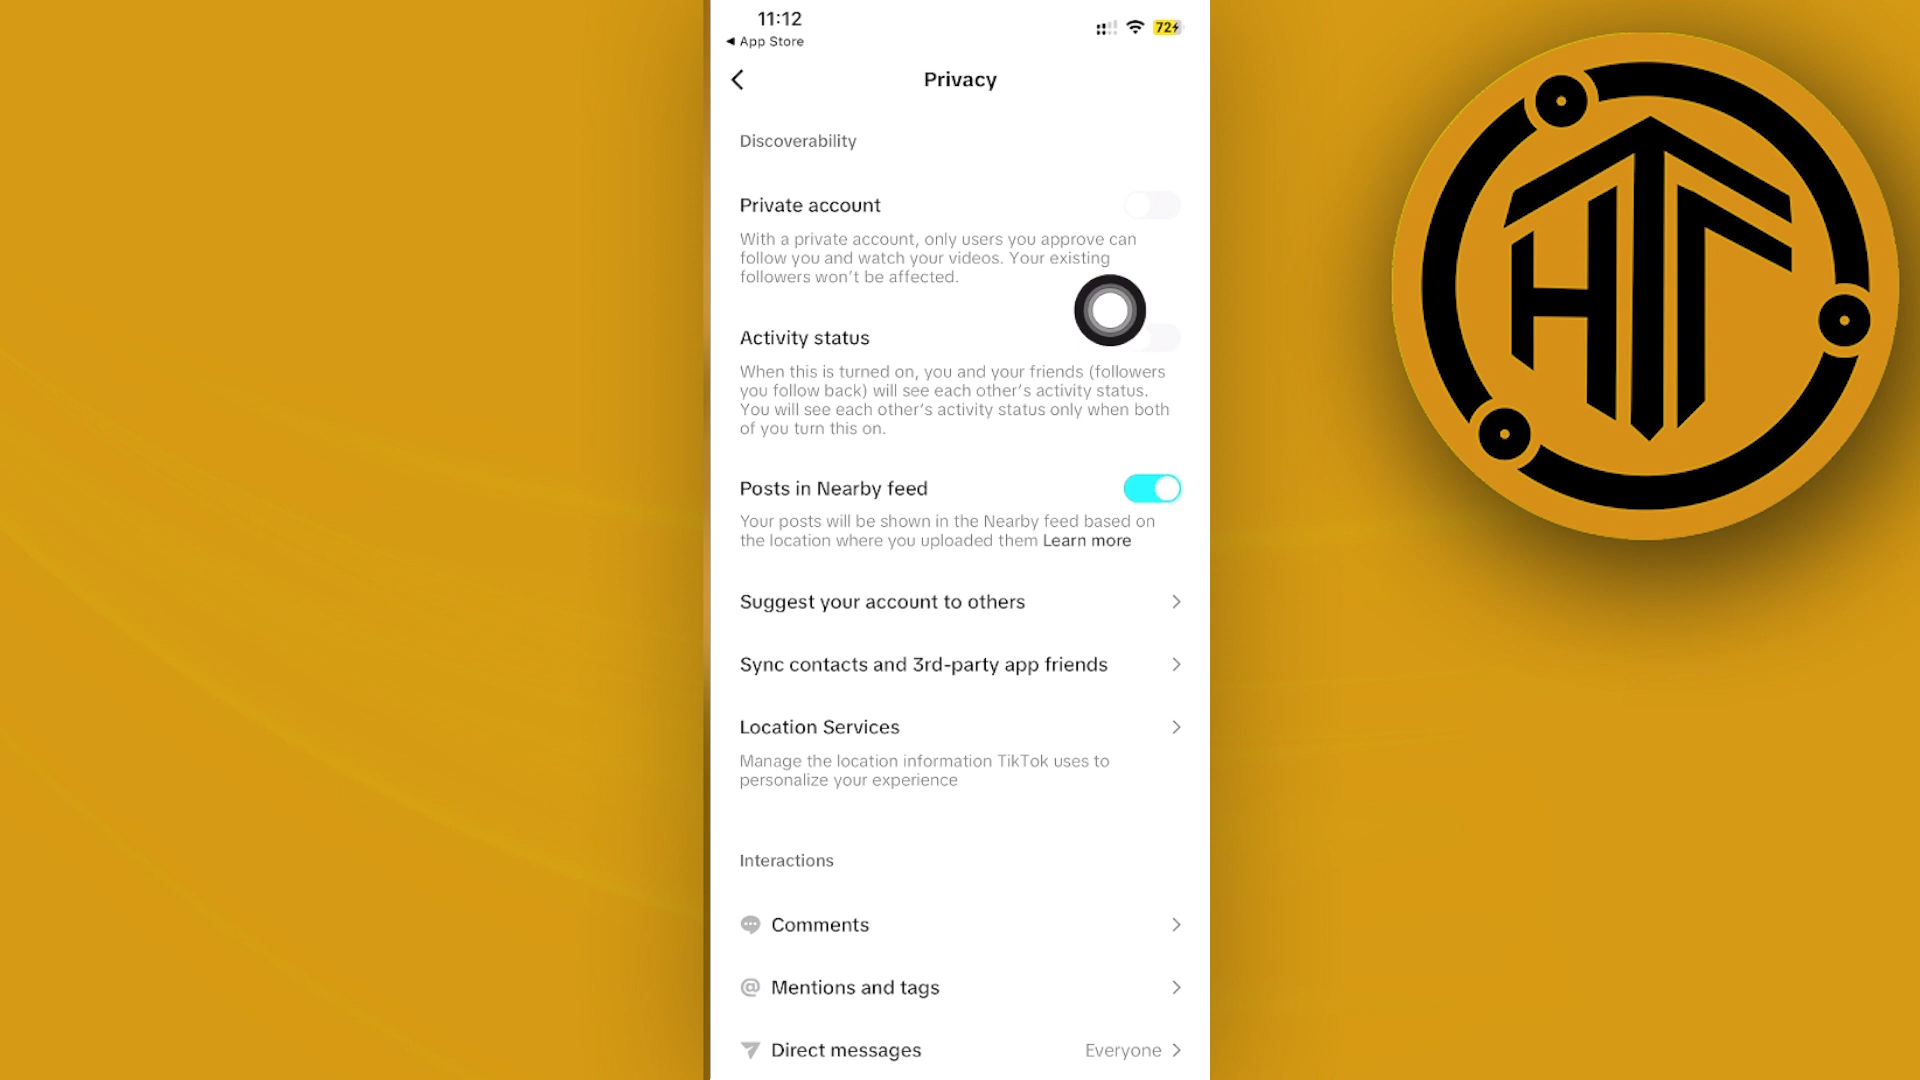 11:12
72
◀ App Store
Privacy
Discoverability
Private account
With a private account, only users you approve can
follow you and watch your videos. Your existing
followers won't be affected.
Activity status
When this is turned on, you and your friends (followers
you follow back) will see each other's activity status.
You will see each other's activity status only when both
of you turn this on.
Posts in Nearby feed
Your posts will be shown in the Nearby feed based on
the location where you uploaded them Learn more
Suggest your account to others
Sync contacts and 3rd-party app friends
Location Services
Manage the location information TikTok uses to
personalize your experience
Interactions
Comments
@ Mentions and tags
Direct messages Everyone
HT